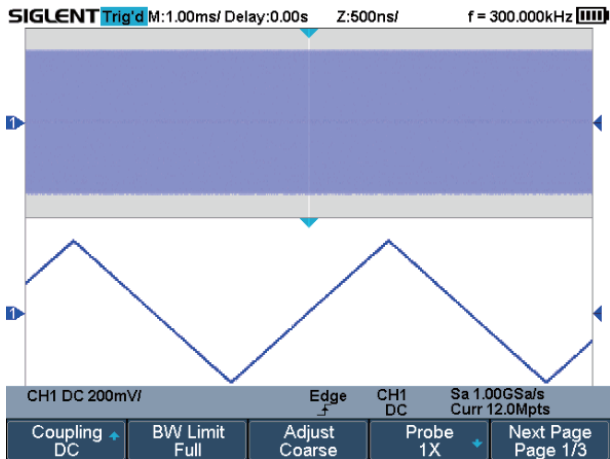 SIGLENT Trig'd M:1.00ms/ Delay:0.00s Z:500ns/ f = 300.000kHz
1
1
CH1 DC 200mV/ Edge CH1 Sa 1.00GSa/s
DC Curr 12.0Mpts
Coupling BW Limit Adjust Probe Next Page
DC Full Coarse 1X Page 1/3